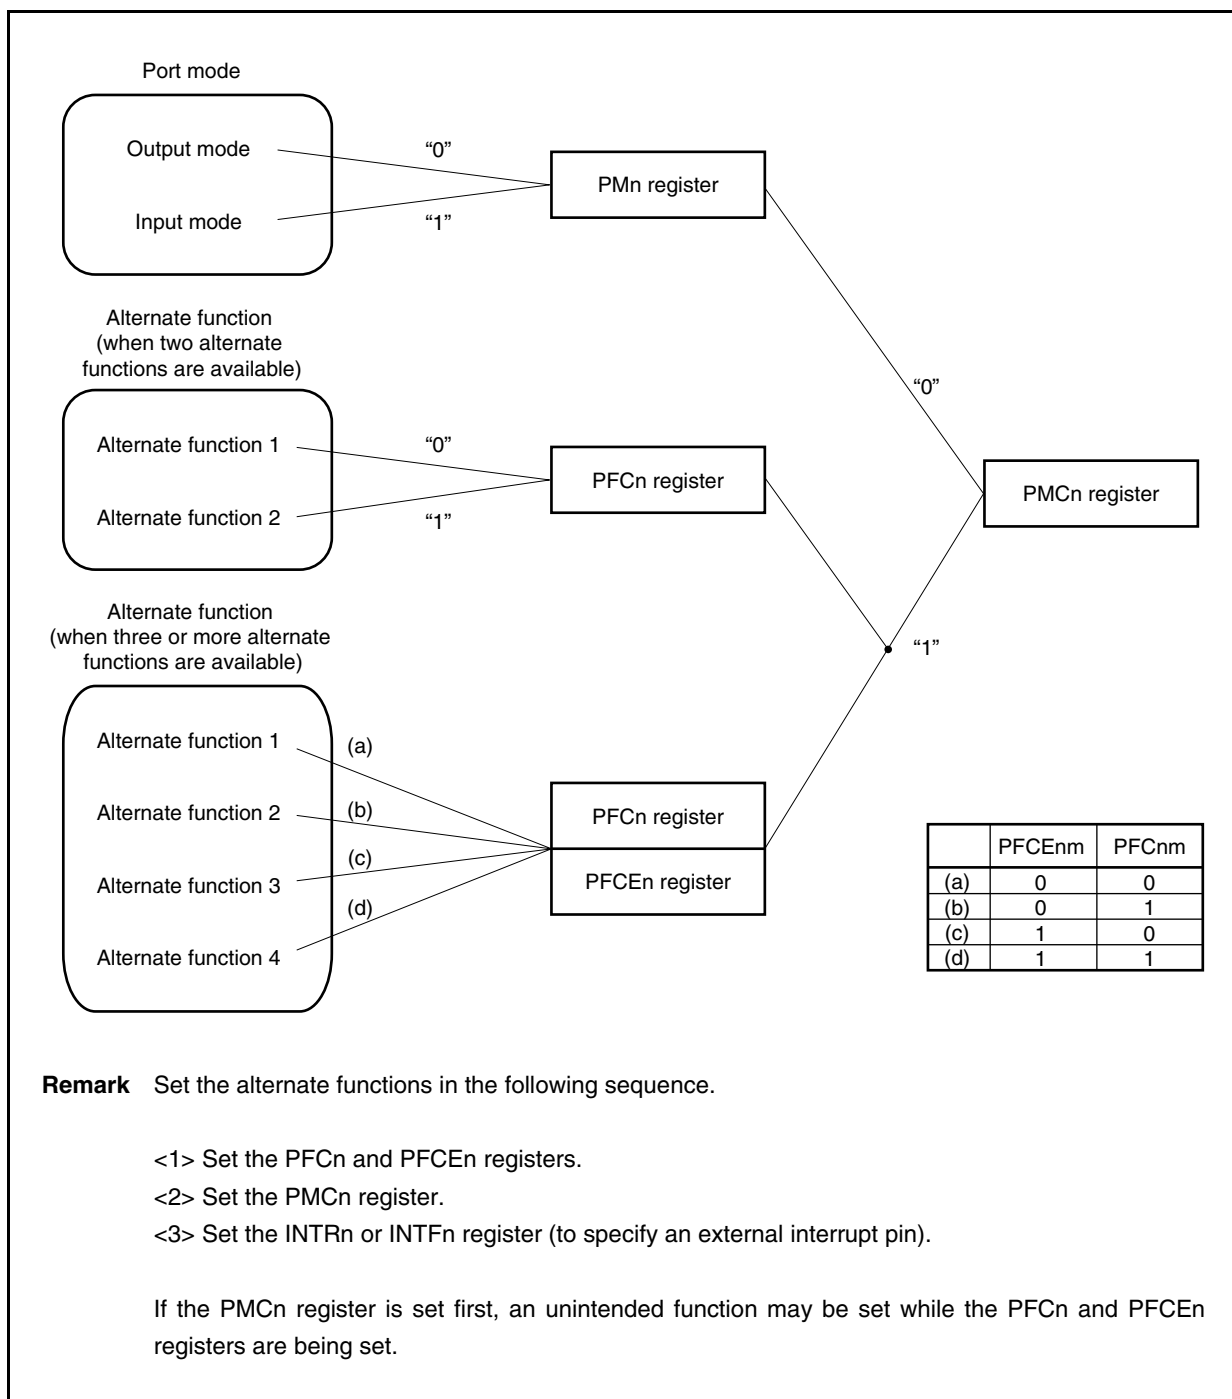 Port mode
Output mode
"0"
PMn register
Input mode
"1"
Alternate function
(when two alternate
functions are available)
"0"
Alternate function 1
"0"
PFCn register
PMCn register
Alternate function 2
"1"
Alternate function
(when three or more alternate
functions are available)
"1"
Alternate function 1
(a)
Alternate function 2
(b)
PFCn register
(c)
Alternate function 3
PFCEn register
(d)
Alternate function 4
PFCEnm PFCnm
(a) 0 0
(b) 0 1
(c) 1 0
(d) 1 1
Remark Set the alternate functions in the following sequence.
<1> Set the PFCn and PFCEn registers.
<2> Set the PMCn register.
<3> Set the INTRn or INTFn register (to specify an external interrupt pin).
If the PMCn register is set first, an unintended function may be set while the PFCn and PFCEn
registers are being set.